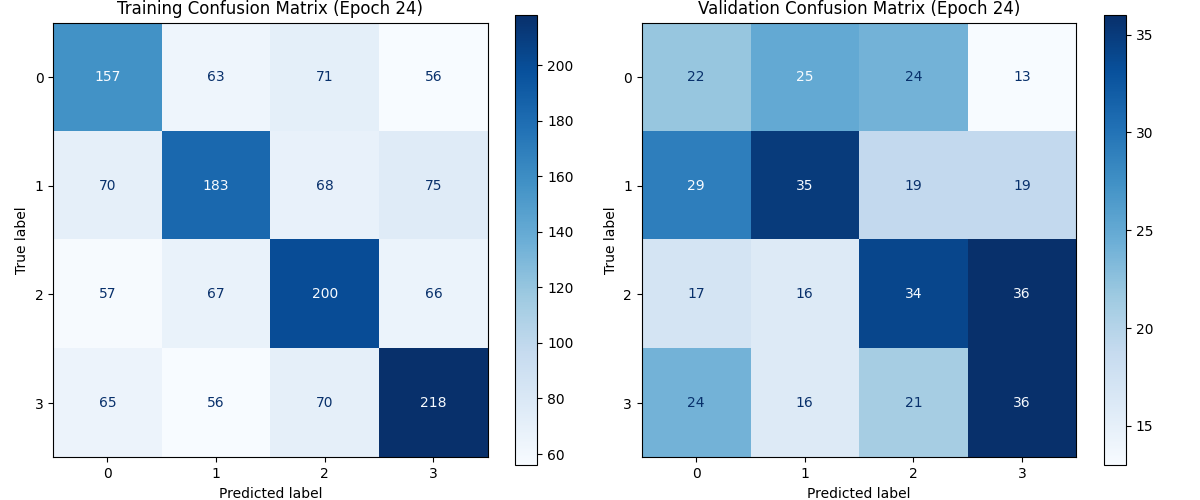 Training Confusion Matrix (Epoch 24)
Validation Confusion Matrix (Epoch 24)
True label
0
1
2
3
157 63 71 56
70 183 68 75
57 67 200 66
65 56 70 218
0 1 2 3
Predicted label
200
180
160
140
120
100
80
60
True label
0
1
2
3
22 25 24 13
29 35 19 19
17 16 34 36
24 16 21 36
0 1 2 3
Predicted label
35
30
25
20
15